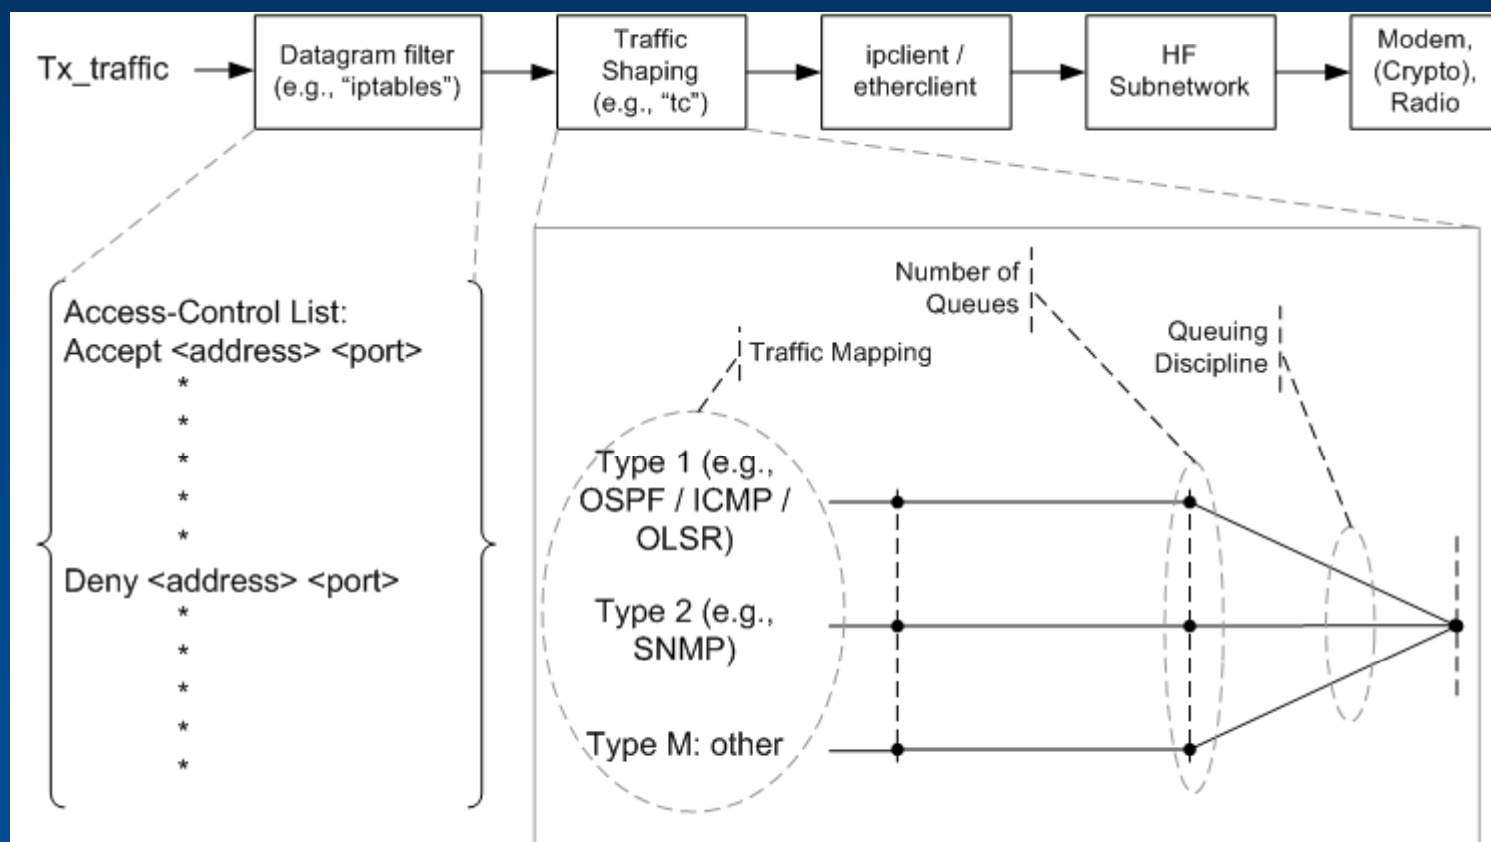 Tx_traffic
Datagram filter
(e.g., “iptables”)
Traffic
Shaping
(e.g., “tc”)
ipclient /
etherclient
HF
Subnetwork
Modem,
(Crypto),
Radio
Access-Control List:
Accept <address> <port>
*
*
*
*
*
Deny <address> <port>
*
*
*
*
*
Number of
Queues
Queuing
Discipline
Traffic Mapping
Type 1 (e.g.,
OSPF / ICMP /
OLSR)
Type 2 (e.g.,
SNMP)
Type M: other